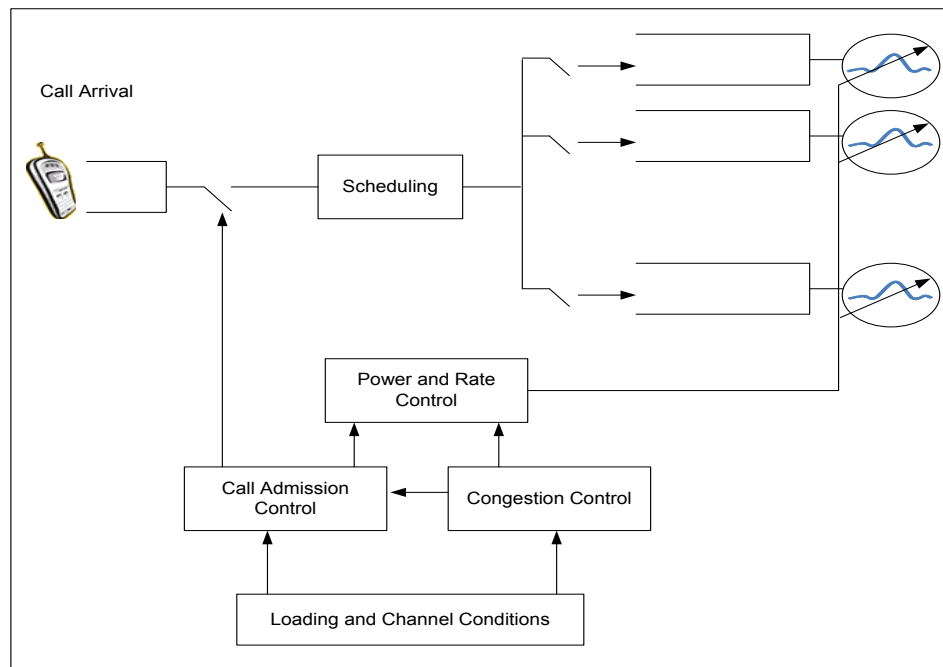 Call Arrival
Scheduling
Power and Rate
Control
Call Admission
Control
Congestion Control
Loading and Channel Conditions